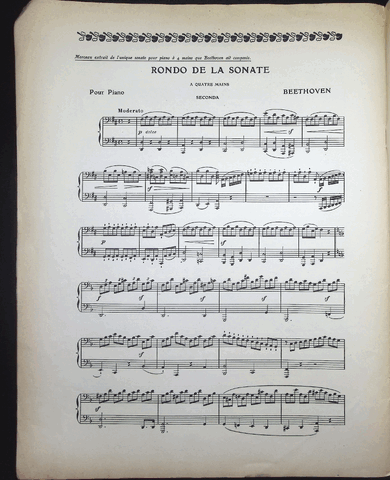 Morceau extrait de l'unique sonate pour piano à 4 mains que Beethoven ait composée.
RONDO DE LA SONATE
A QUATRE MAINS
Pour Piano
SECONDA
BEETHOVEN
Moderato
p dolce